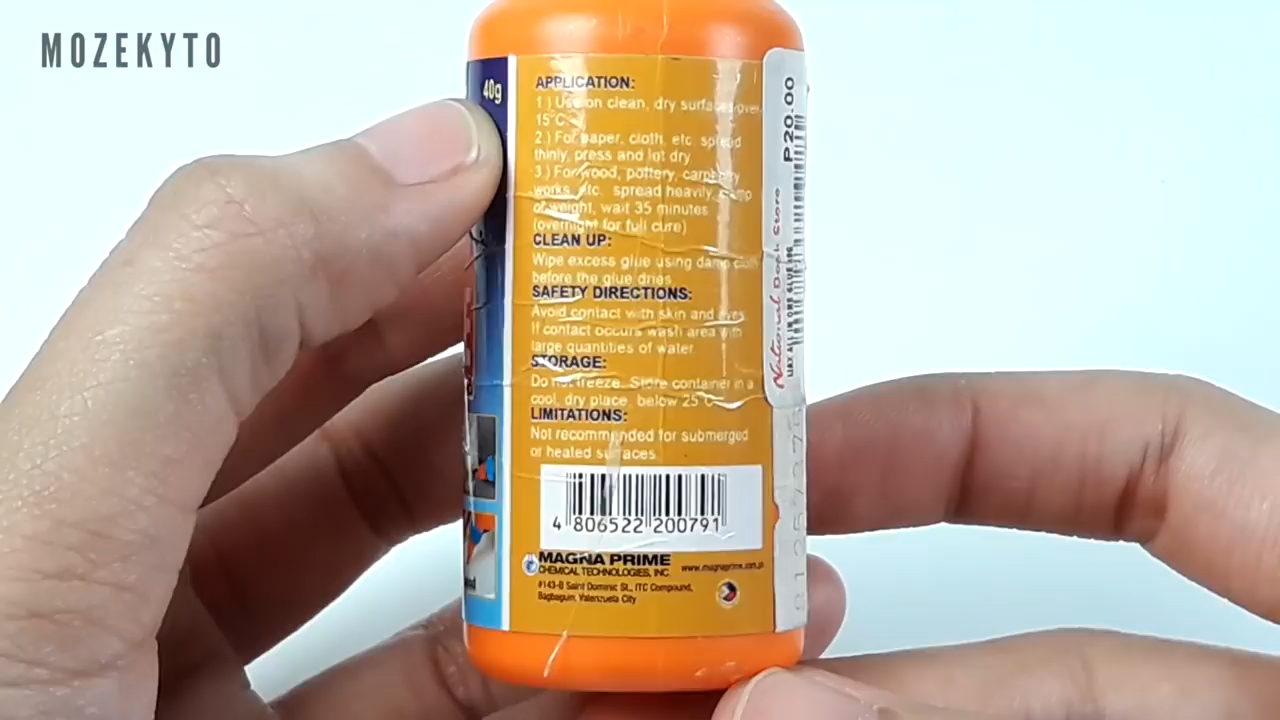 MOZEKYTO
40g
APPLICATION:
1.) Use on clean, dry surfaces over
15°C
2.) For paper, cloth, etc. spread
thinly, press and let dry
3.) For wood, pottery, carpentry
works, etc. spread heavily, clamp
of weight, wait 35 minutes
(overnight for full cure)
CLEAN UP:
Wipe excess glue using damp cloth
before the glue dries
SAFETY DIRECTIONS:
Avoid contact with skin and eyes.
If contact occurs wash area with
large quantities of water.
STORAGE:
Do not freeze. Store container in a
cool, dry place, below 25°C
LIMITATIONS:
Not recommended for submerged
or heated surfaces.
4 806522 200791
MAGNA PRIME
CHEMICAL TECHNOLOGIES, INC.
www.magnaprime.com.ph
#143-B Saint Dominic St., ITC Compound,
Bagbaguin, Valenzuela City
P20.00
National Book Store